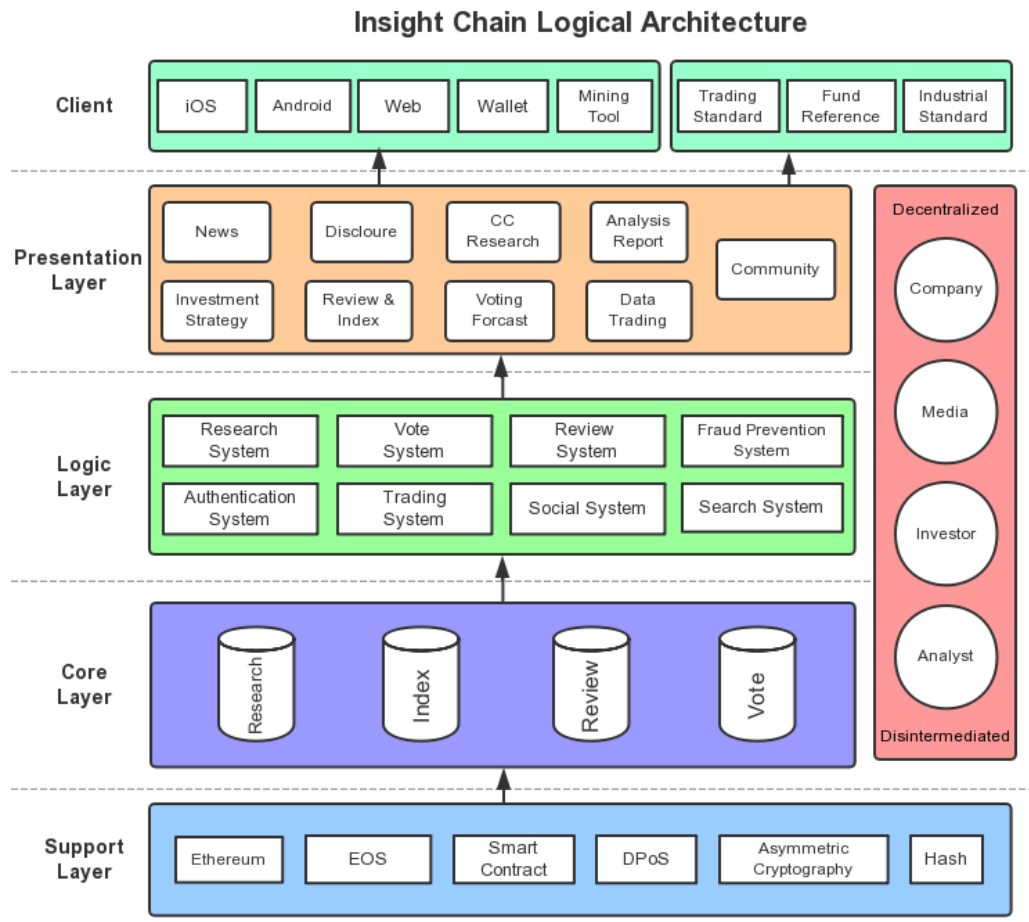 Insight Chain Logical Architecture
Client
iOS
Android
Web
Wallet
Mining
Tool
Trading
Standard
Fund
Reference
Industrial
Standard
Presentation
Layer
News
Discloure
CC
Research
Analysis
Report
Community
Investment
Strategy
Review &
Index
Voting
Forcast
Data
Trading
Decentralized
Company
Media
Investor
Analyst
Disintermediated
Logic
Layer
Research
System
Vote
System
Review
System
Fraud Prevention
System
Authentication
System
Trading
System
Social System
Search System
Core
Layer
Research
Index
Review
Vote
Support
Layer
Ethereum
EOS
Smart
Contract
DPoS
Asymmetric
Cryptography
Hash